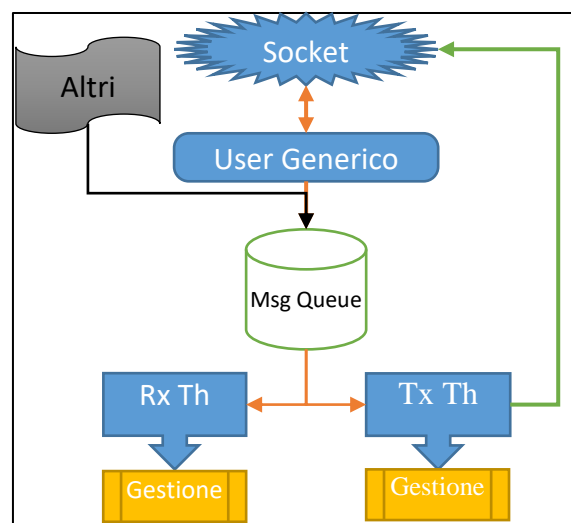 Socket
Altri
User Generico
Msg Queue
Rx Th
Tx Th
Gestione
Gestione